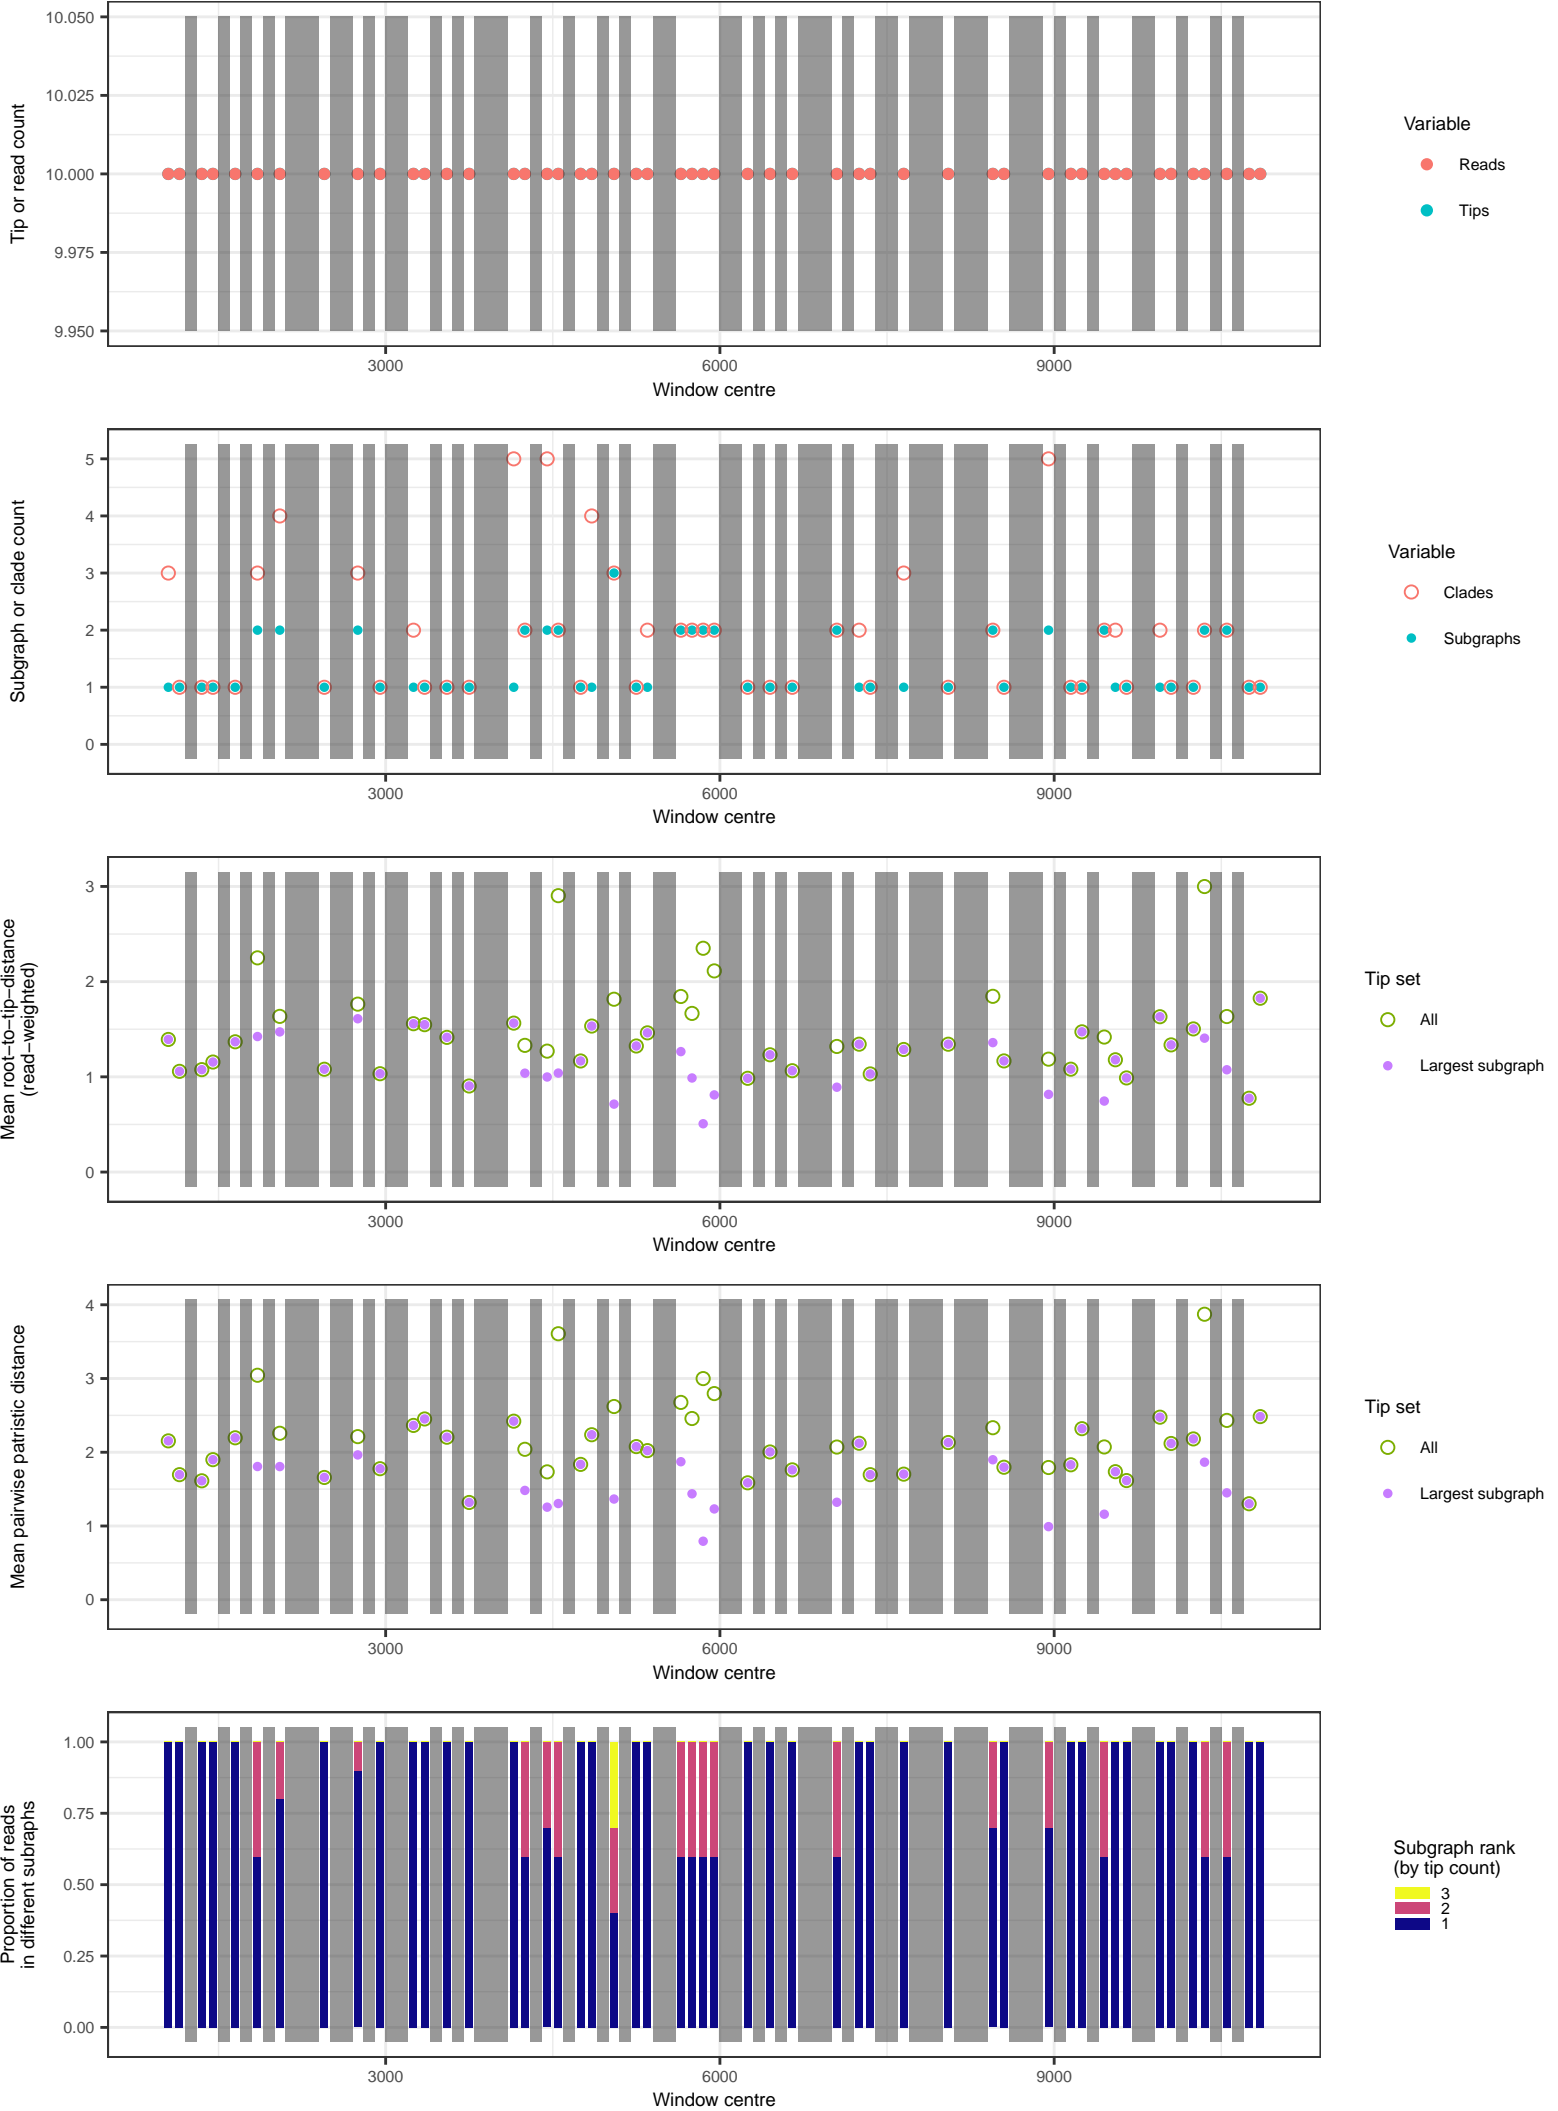 10.050
10.025
10.000
9.975
9.950
Tip or read count
3000
6000
9000
Window centre
Variable
Reads
Tips
5
4
3
2
1
0
Subgraph or clade count
3000
6000
9000
Window centre
Variable
Clades
Subgraphs
3
2
1
0
Mean root−to−tip−distance
(read−weighted)
3000
6000
9000
Window centre
Tip set
All
Largest subgraph
4
3
2
1
0
Mean pairwise patristic distance
3000
6000
9000
Window centre
Tip set
All
Largest subgraph
1.00
0.75
0.50
0.25
0.00
Proportion of reads
in different subraphs
3000
6000
9000
Window centre
Subgraph rank
(by tip count)
3
2
1